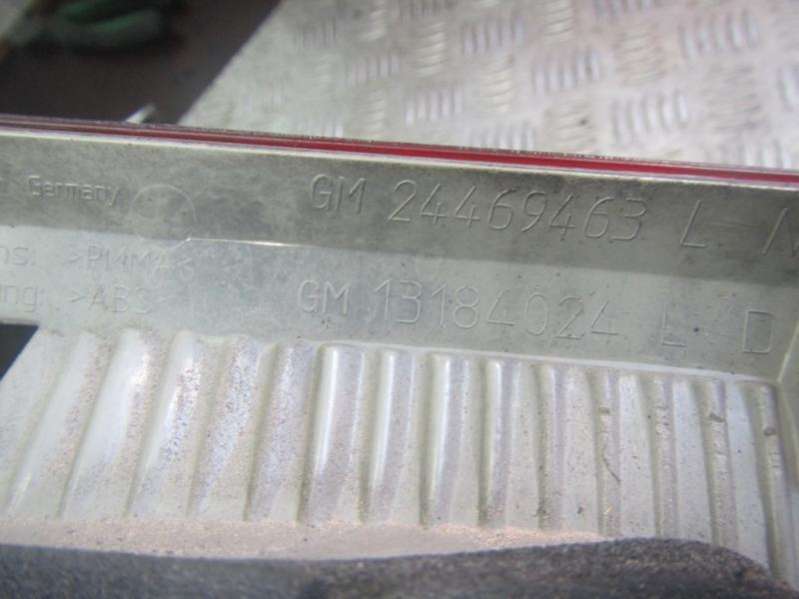 Germany
GM 24469463 L-N
>PMMA<
GM 13184024 L-D
>ABS<